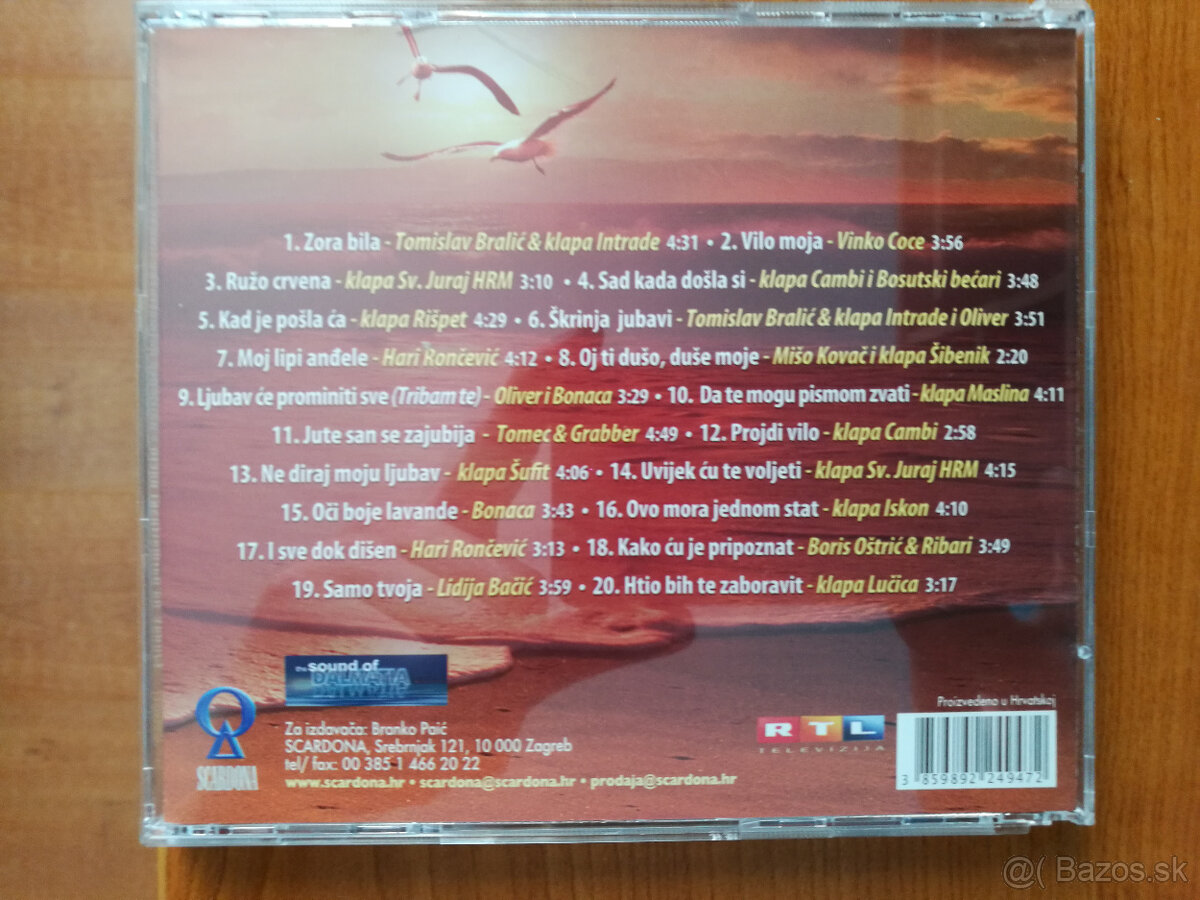 1. Zora bila - Tomislav Bralić & klapa Intrade 4:31 • 2. Vilo moja - Vinko Coce 3:56
3. Ružo crvena - klapa Sv. Juraj HRM 3:10 • 4. Sad kada došla si - klapa Cambi i Bosutski bećari 3:48
5. Kad je pošla ća - klapa Rišpet 4:29 • 6. Škrinja jubavi - Tomislav Bralić & klapa Intrade i Oliver 3:51
7. Moj lipi anđele - Hari Rončević 4:12 • 8. Oj ti dušo, duše moje - Mišo Kovač i klapa Šibenik 2:20
9. Ljubav će prominiti sve (Tribam te) - Oliver i Bonaca 3:29 • 10. Da te mogu pismom zvati - klapa Maslina 4:11
11. Jute san se zajubija - Tomec & Grabber 4:49 • 12. Projdi vilo - klapa Cambi 2:58
13. Ne diraj moju ljubav - klapa Šufit 4:06 • 14. Uvijek ću te voljeti - klapa Sv. Juraj HRM 4:15
15. Oči boje lavande - Bonaca 3:43 • 16. Ovo mora jednom stat - klapa Iskon 4:10
17. I sve dok dišen - Hari Rončević 3:13 • 18. Kako ću je pripoznat - Boris Oštrić & Ribari 3:49
19. Samo tvoja - Lidija Bačić 3:59 • 20. Htio bih te zaboravit - klapa Lučica 3:17
the sound of
DALMATIA
SCARDONA
Za izdavača: Branko Paić
SCARDONA, Srebrnjak 121, 10 000 Zagreb
tel/ fax: 00 385 1 466 20 22
www.scardona.hr • scardona@scardona.hr • prodaja@scardona.hr
RTL
TELEVIZIJA
Proizvedeno u Hrvatskoj
3 859892 249472
@( Bazos.sk